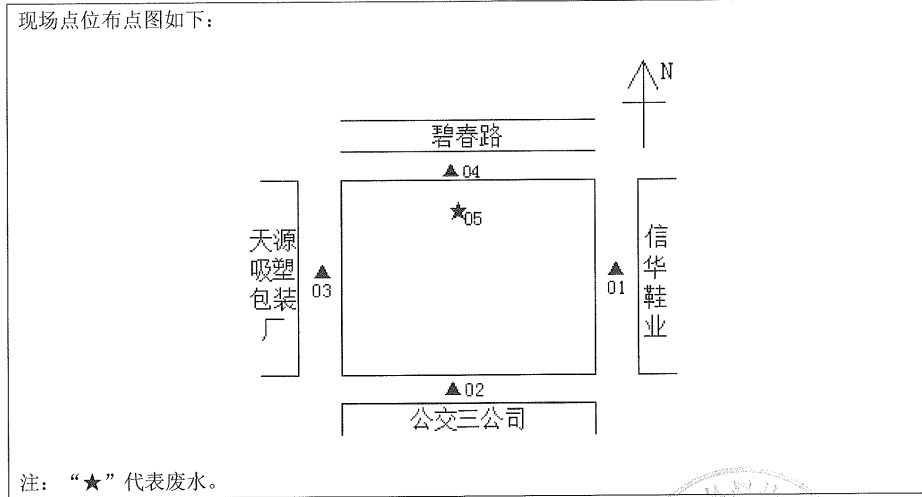 现场点位布点图如下：
N
碧春路
▲04
★05
天源
吸塑
包装
厂
▲
03
▲
01
信
华
鞋
业
▲02
公交三公司
注：“★”代表废水。